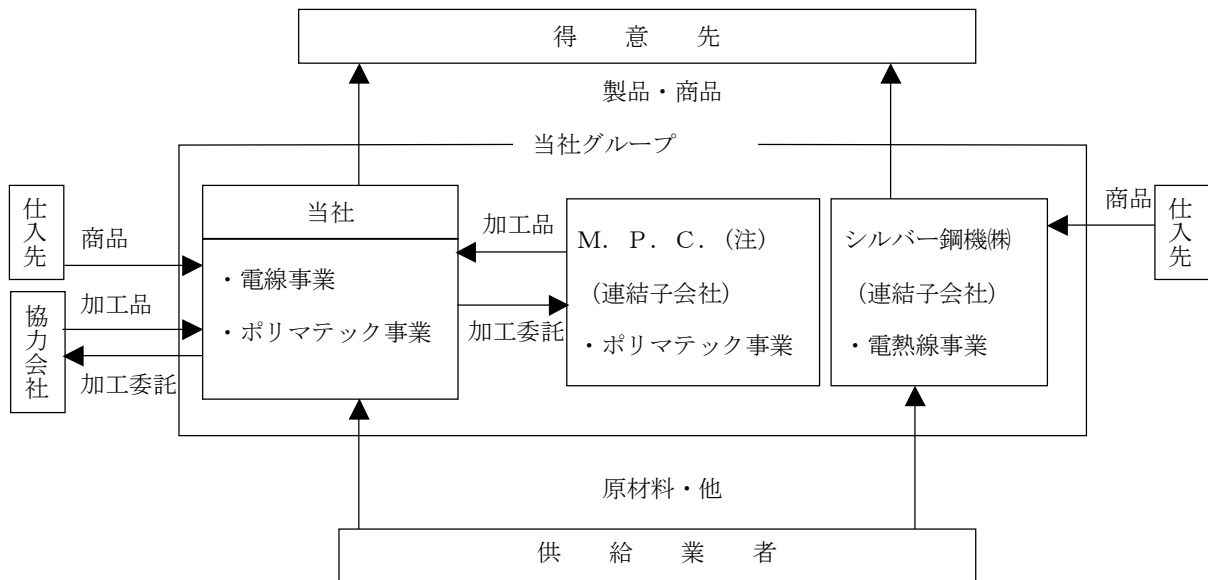 得意先
製品・商品
当社グループ
仕入先
商品
協力会社
加工品
加工委託
当社
・電線事業
・ポリマテック事業
加工品
加工委託
Ｍ．Ｐ．Ｃ．(注)
（連結子会社）
・ポリマテック事業
シルバー鋼機㈱
（連結子会社）
・電熱線事業
商品
仕入先
原材料・他
供給業者